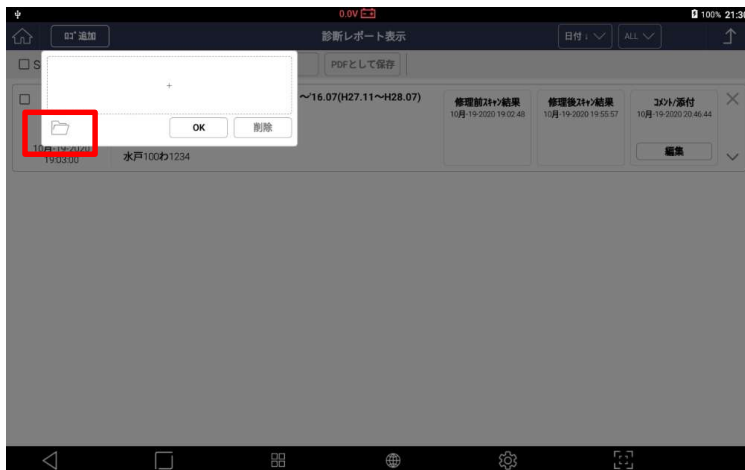 0.0V
100% 21:30
ﾛｺﾞ追加
診断レポート表示
日付↓
ALL
S
PDFとして保存
+
OK
削除
～'16.07(H27.11～H28.07)
10月-19-2020
19:03:00
水戸100わ1234
修理前ｽｷｬﾝ結果
10月-19-2020 19:02:48
修理後ｽｷｬﾝ結果
10月-19-2020 19:55:57
ｺﾒﾝﾄ/添付
10月-19-2020 20:46:44
編集